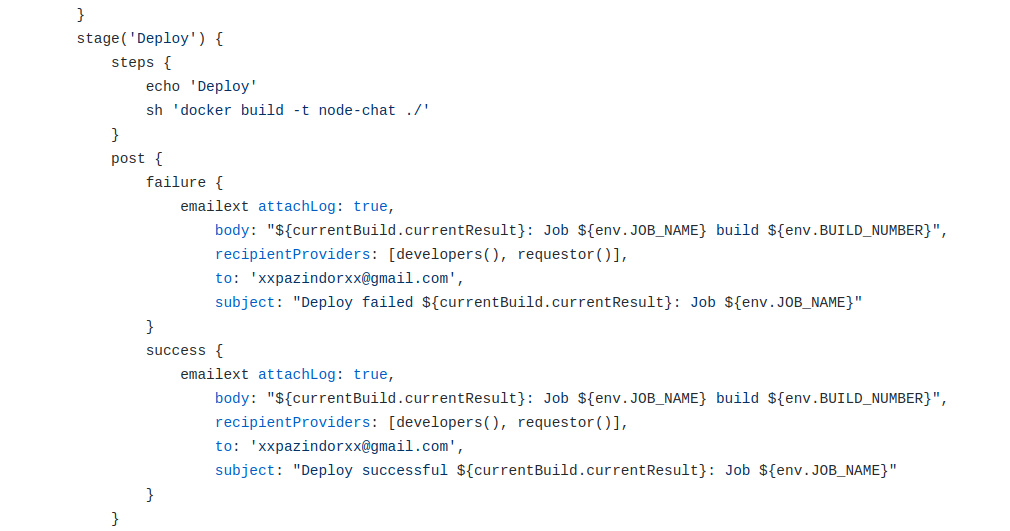 }
stage('Deploy') {
steps {
echo 'Deploy'
sh 'docker build -t node-chat ./'
}
post {
failure {
emailext attachLog: true,
body: "${currentBuild.currentResult}: Job ${env.JOB_NAME} build ${env.BUILD_NUMBER}",
recipientProviders: [developers(), requestor()],
to: 'xxpazindorxx@gmail.com',
subject: "Deploy failed ${currentBuild.currentResult}: Job ${env.JOB_NAME}"
}
success {
emailext attachLog: true,
body: "${currentBuild.currentResult}: Job ${env.JOB_NAME} build ${env.BUILD_NUMBER}",
recipientProviders: [developers(), requestor()],
to: 'xxpazindorxx@gmail.com',
subject: "Deploy successful ${currentBuild.currentResult}: Job ${env.JOB_NAME}"
}
}